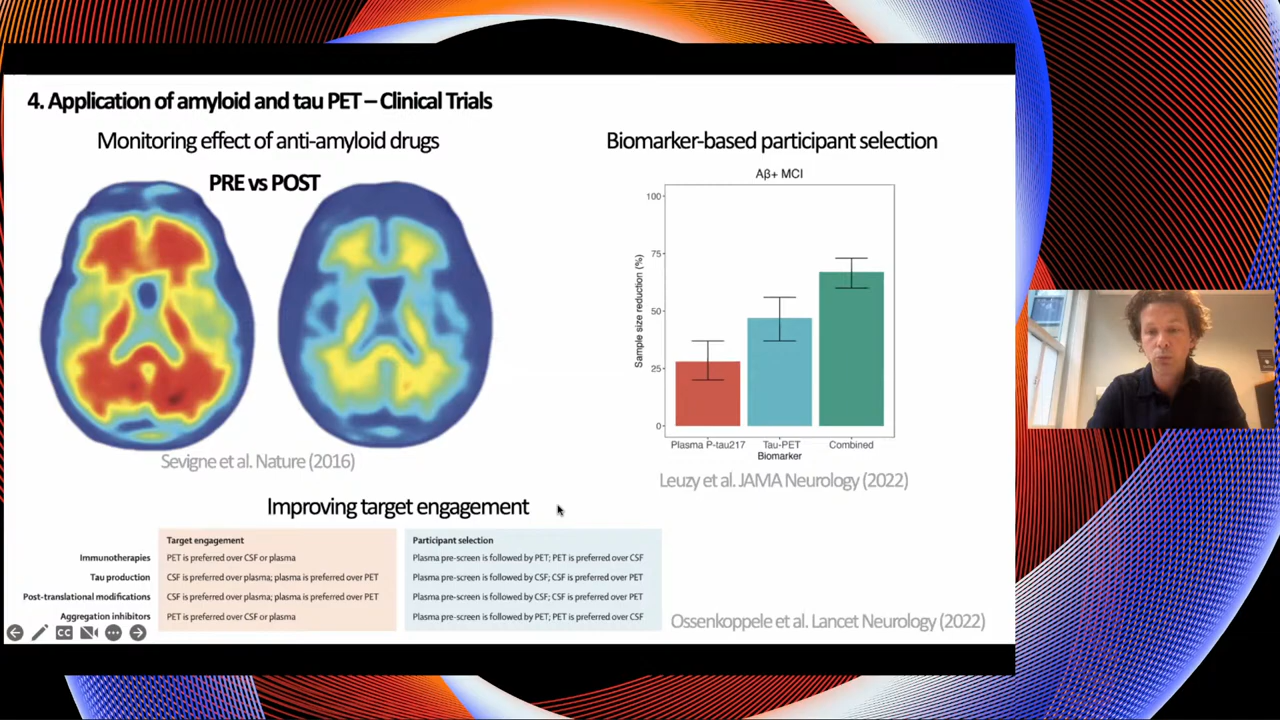 4. Application of amyloid and tau PET – Clinical Trials
Monitoring effect of anti-amyloid drugs
PRE vs POST
Sevigne et al. Nature (2016)
Biomarker-based participant selection
Aβ+ MCI
Sample size reduction (%)
100
75
50
25
0
Plasma P-tau217 Tau-PET Combined
Biomarker
Leuzy et al. JAMA Neurology (2022)
Improving target engagement
Target engagement Participant selection
Immunotherapies PET is preferred over CSF or plasma Plasma pre-screen is followed by PET; PET is preferred over CSF
Tau production CSF is preferred over plasma; plasma is preferred over PET Plasma pre-screen is followed by CSF; CSF is preferred over PET
Post-translational modifications CSF is preferred over plasma; plasma is preferred over PET Plasma pre-screen is followed by CSF; CSF is preferred over PET
Aggregation inhibitors PET is preferred over CSF or plasma Plasma pre-screen is followed by PET; PET is preferred over CSF
Ossenkoppele et al. Lancet Neurology (2022)
CC